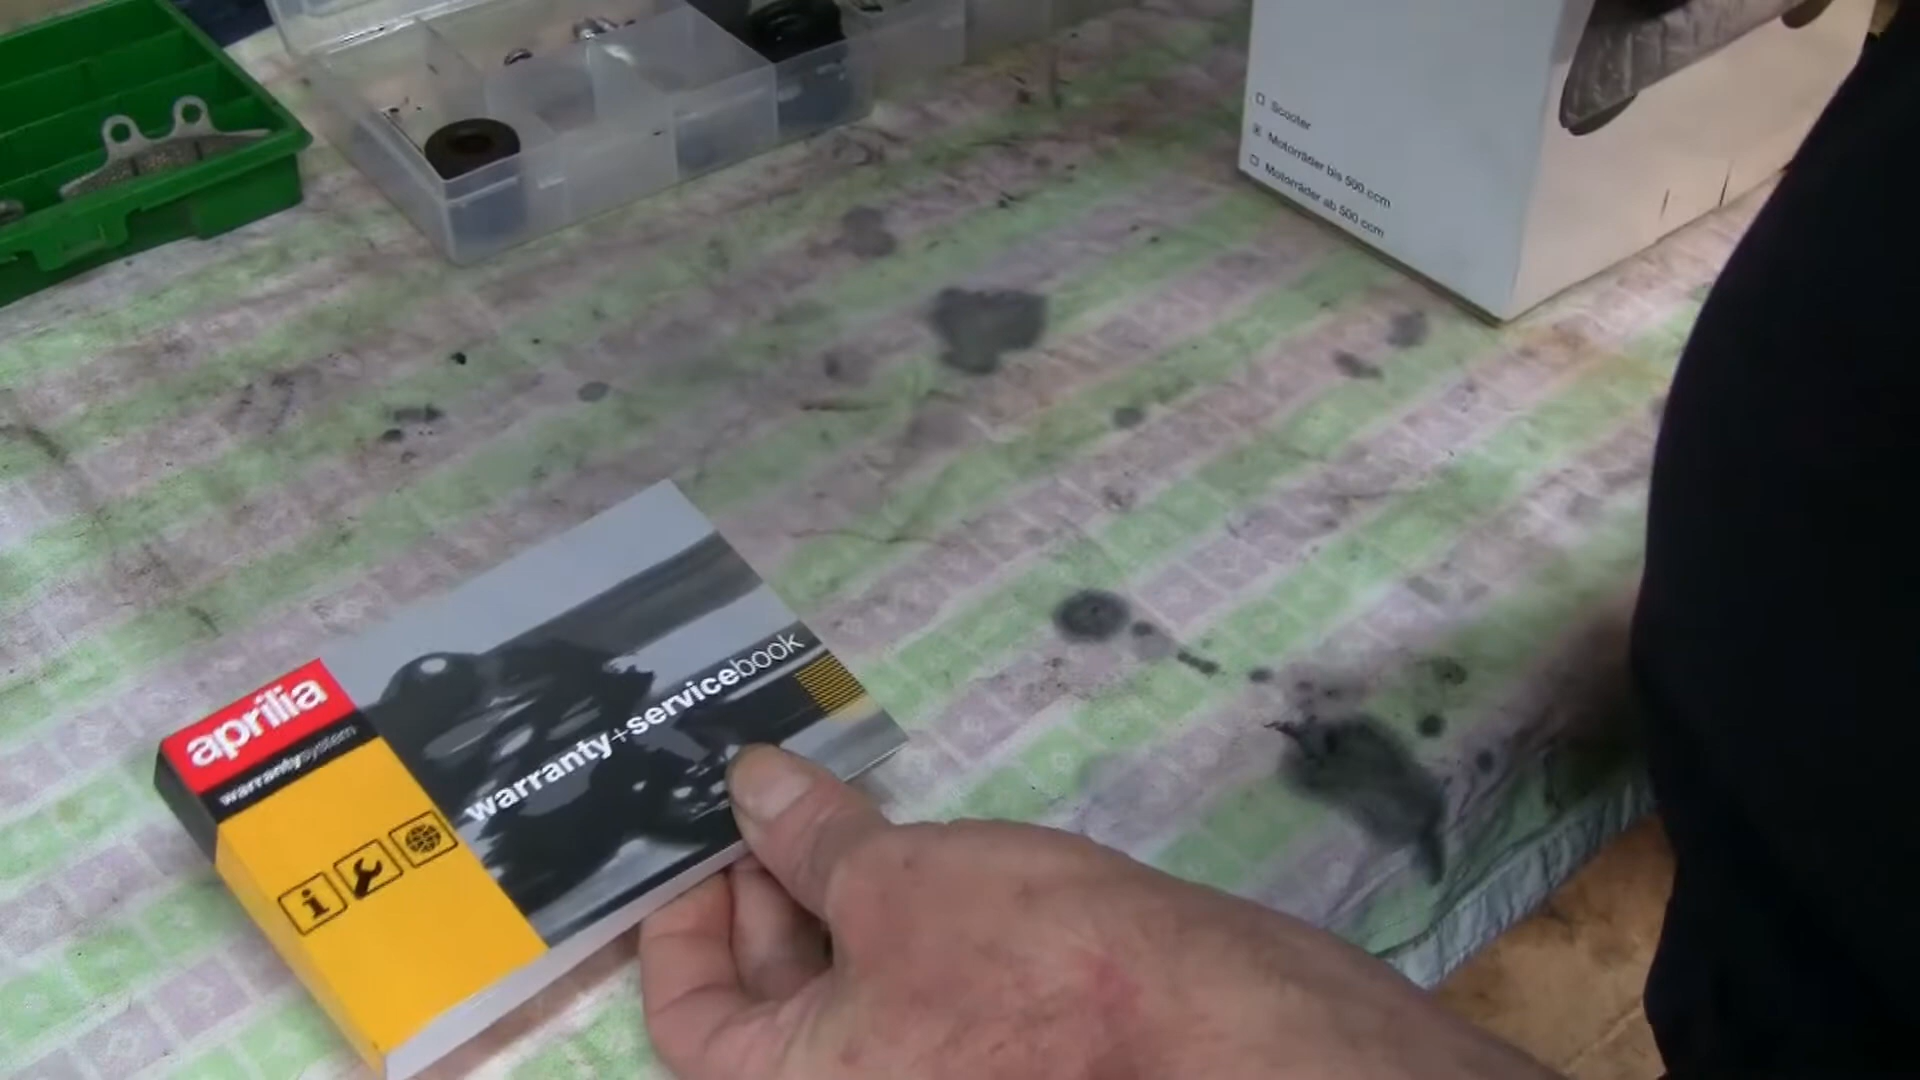 Scooter
Motorräder bis 500 ccm
Motorräder ab 500 ccm
aprilia
warrantysystem
warranty+servicebook
i